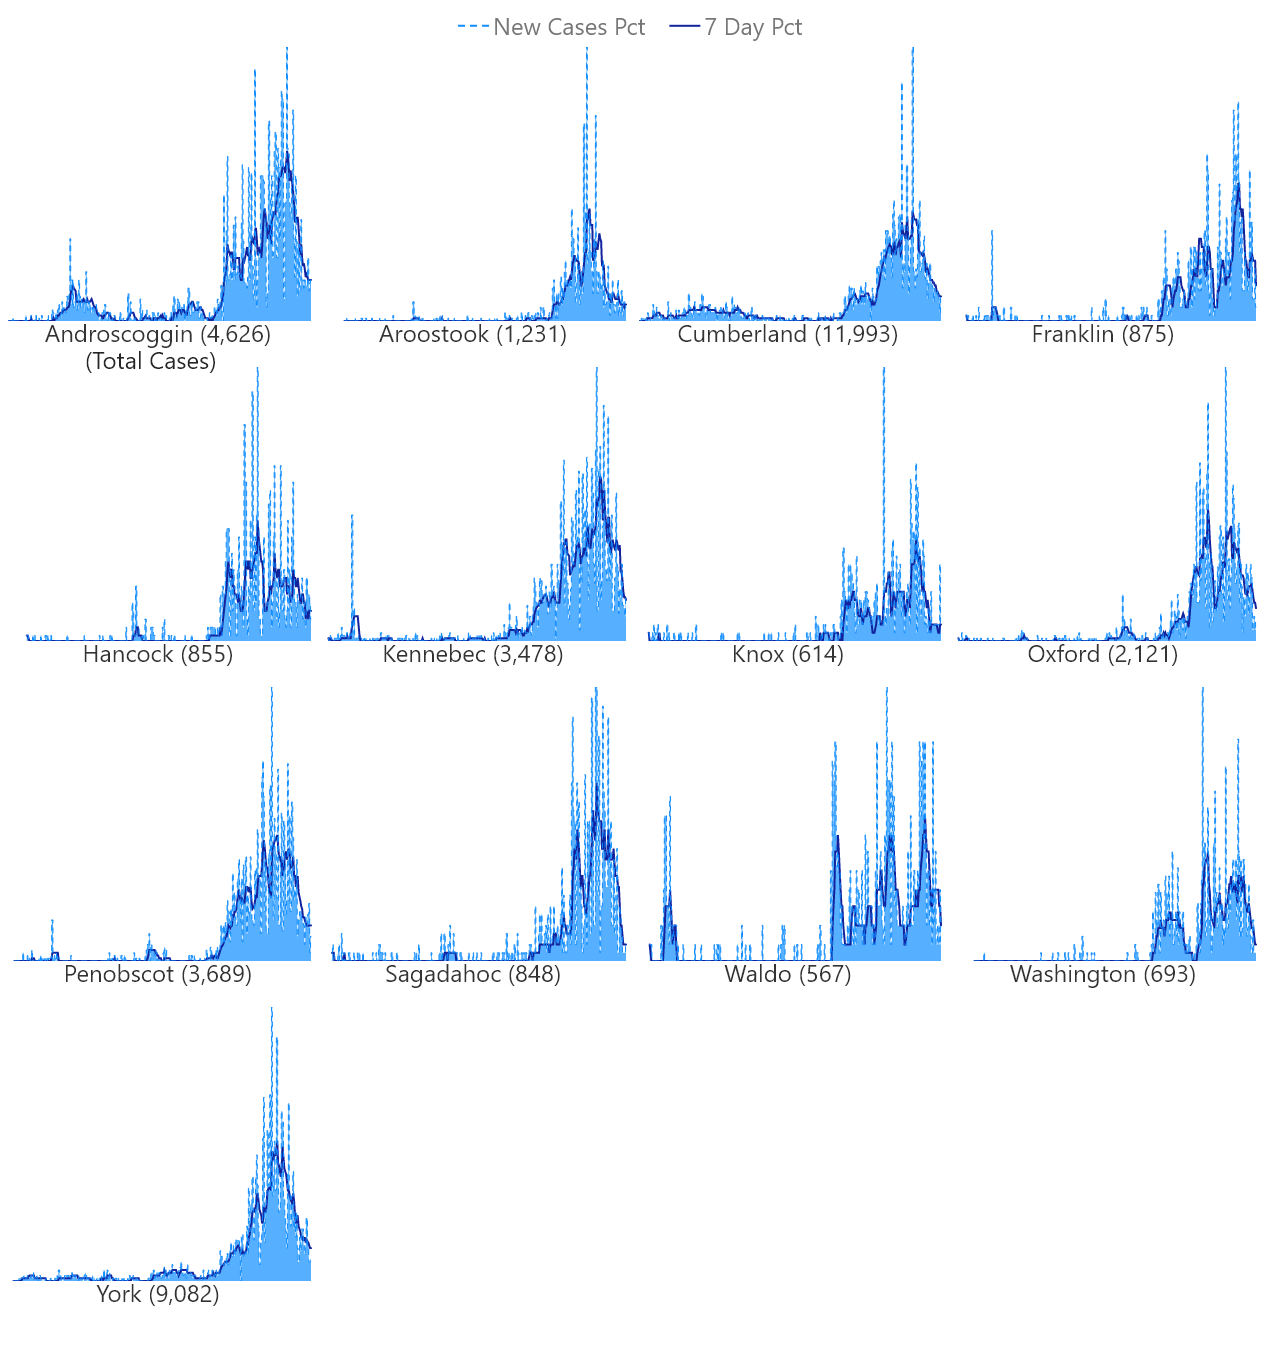 New Cases Pct 7 Day Pct
Androscoggin (4,626)
(Total Cases)
Aroostook (1,231)
Cumberland (11,993)
Franklin (875)
Hancock (855)
Kennebec (3,478)
Knox (614)
Oxford (2,121)
Penobscot (3,689)
Sagadahoc (848)
Waldo (567)
Washington (693)
York (9,082)